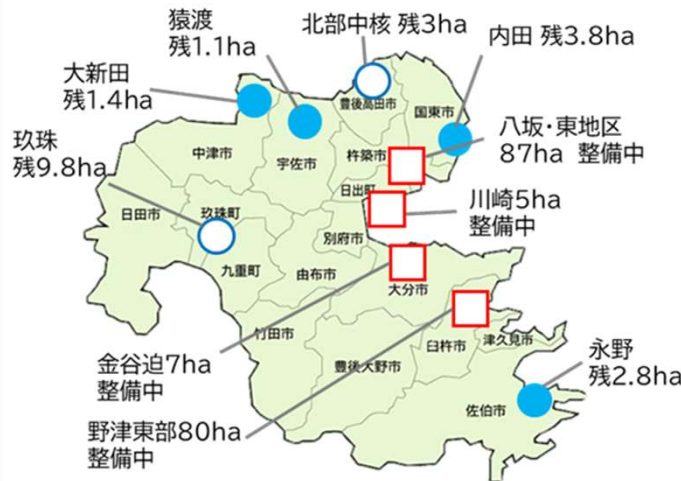 猿渡
残1.1ha
北部中核 残3ha
内田 残3.8ha
大新田
残1.4ha
八坂・東地区
87ha 整備中
玖珠
残9.8ha
川崎5ha
整備中
豊後高田市
国東市
中津市
宇佐市
杵築市
日出町
日田市
玖珠町
別府市
九重町
由布市
大分市
竹田市
豊後大野市
臼杵市
津久見市
佐伯市
金谷迫7ha
整備中
永野
残2.8ha
野津東部80ha
整備中